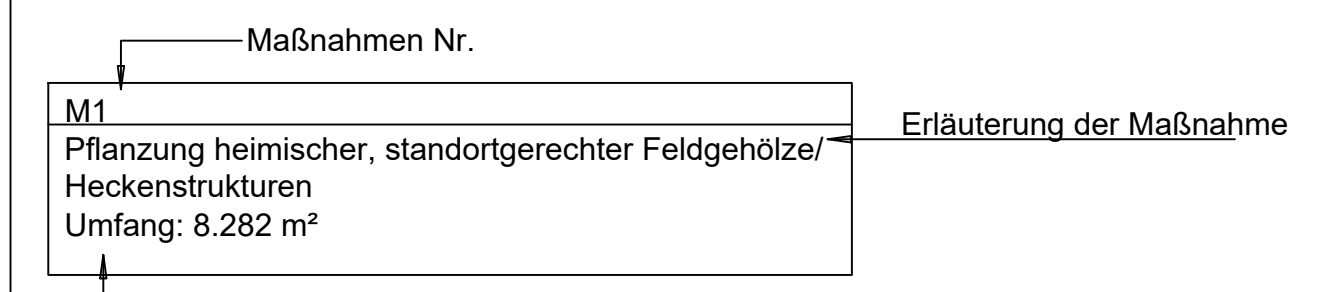 Maßnahmen Nr.
M1
Erläuterung der Maßnahme
Pflanzung heimischer, standortgerechter Feldgehölze/
Heckenstrukturen
Umfang: 8.282 m²